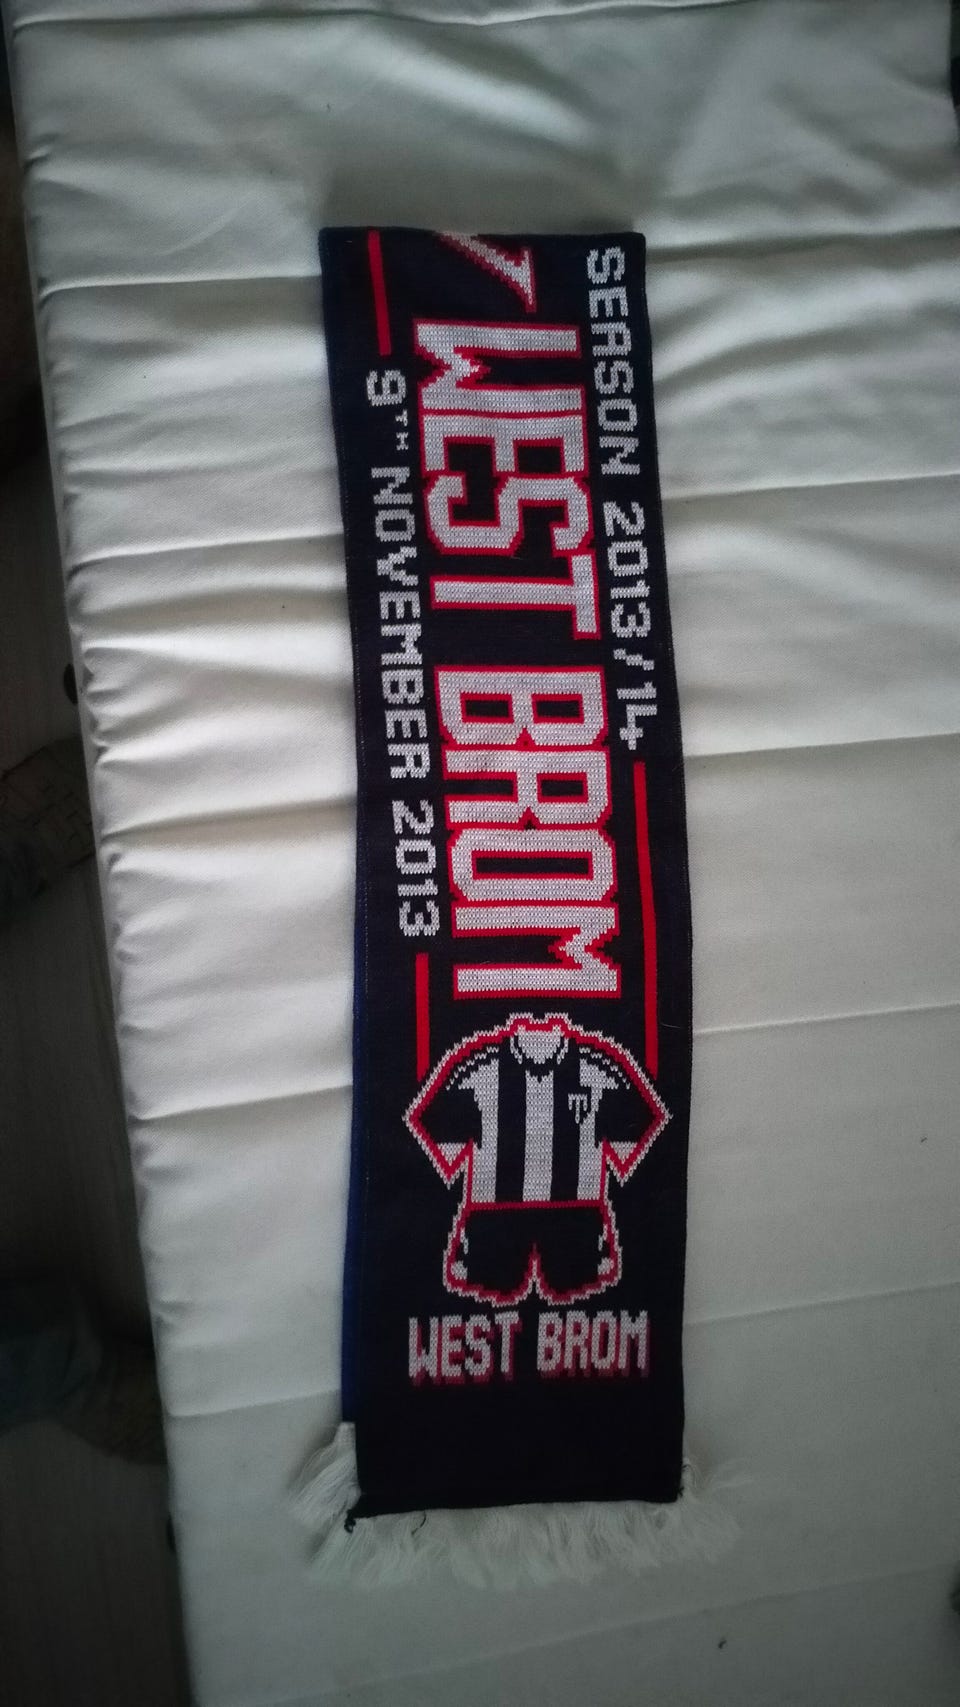 SEASON 2013/14
WEST BROM
9TH NOVEMBER 2013
WEST BROM